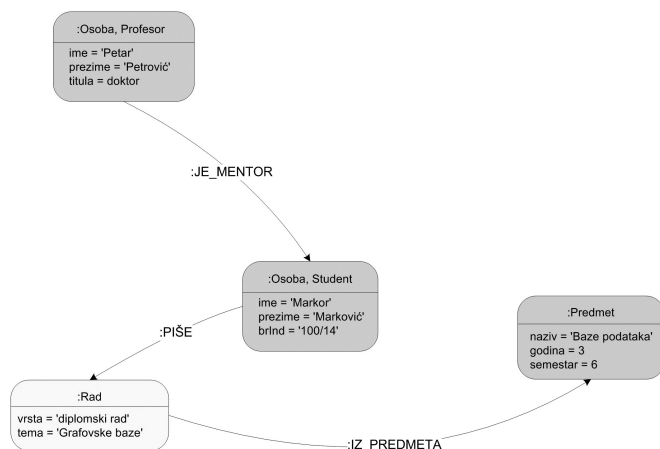 :Osoba, Profesor
ime = 'Petar'
prezime = 'Petrović'
titula = doktor
:JE_MENTOR
:Osoba, Student
ime = 'Markor'
prezime = 'Marković'
brInd = '100/14'
:PIŠE
:Predmet
naziv = 'Baze podataka'
godina = 3
semestar = 6
:Rad
vrsta = 'diplomski rad'
tema = 'Grafovske baze'
:IZ_PREDMETA